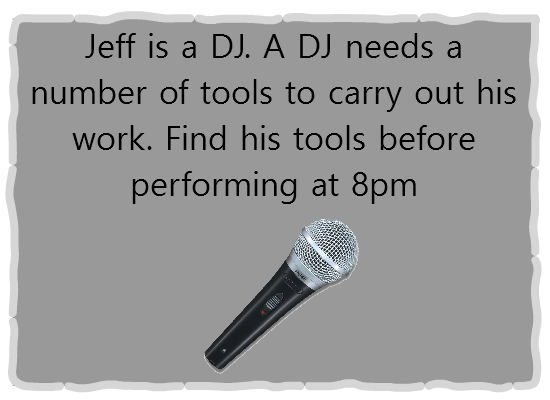 Jeff is a DJ. A DJ needs a
number of tools to carry out his
work. Find his tools before
performing at 8pm